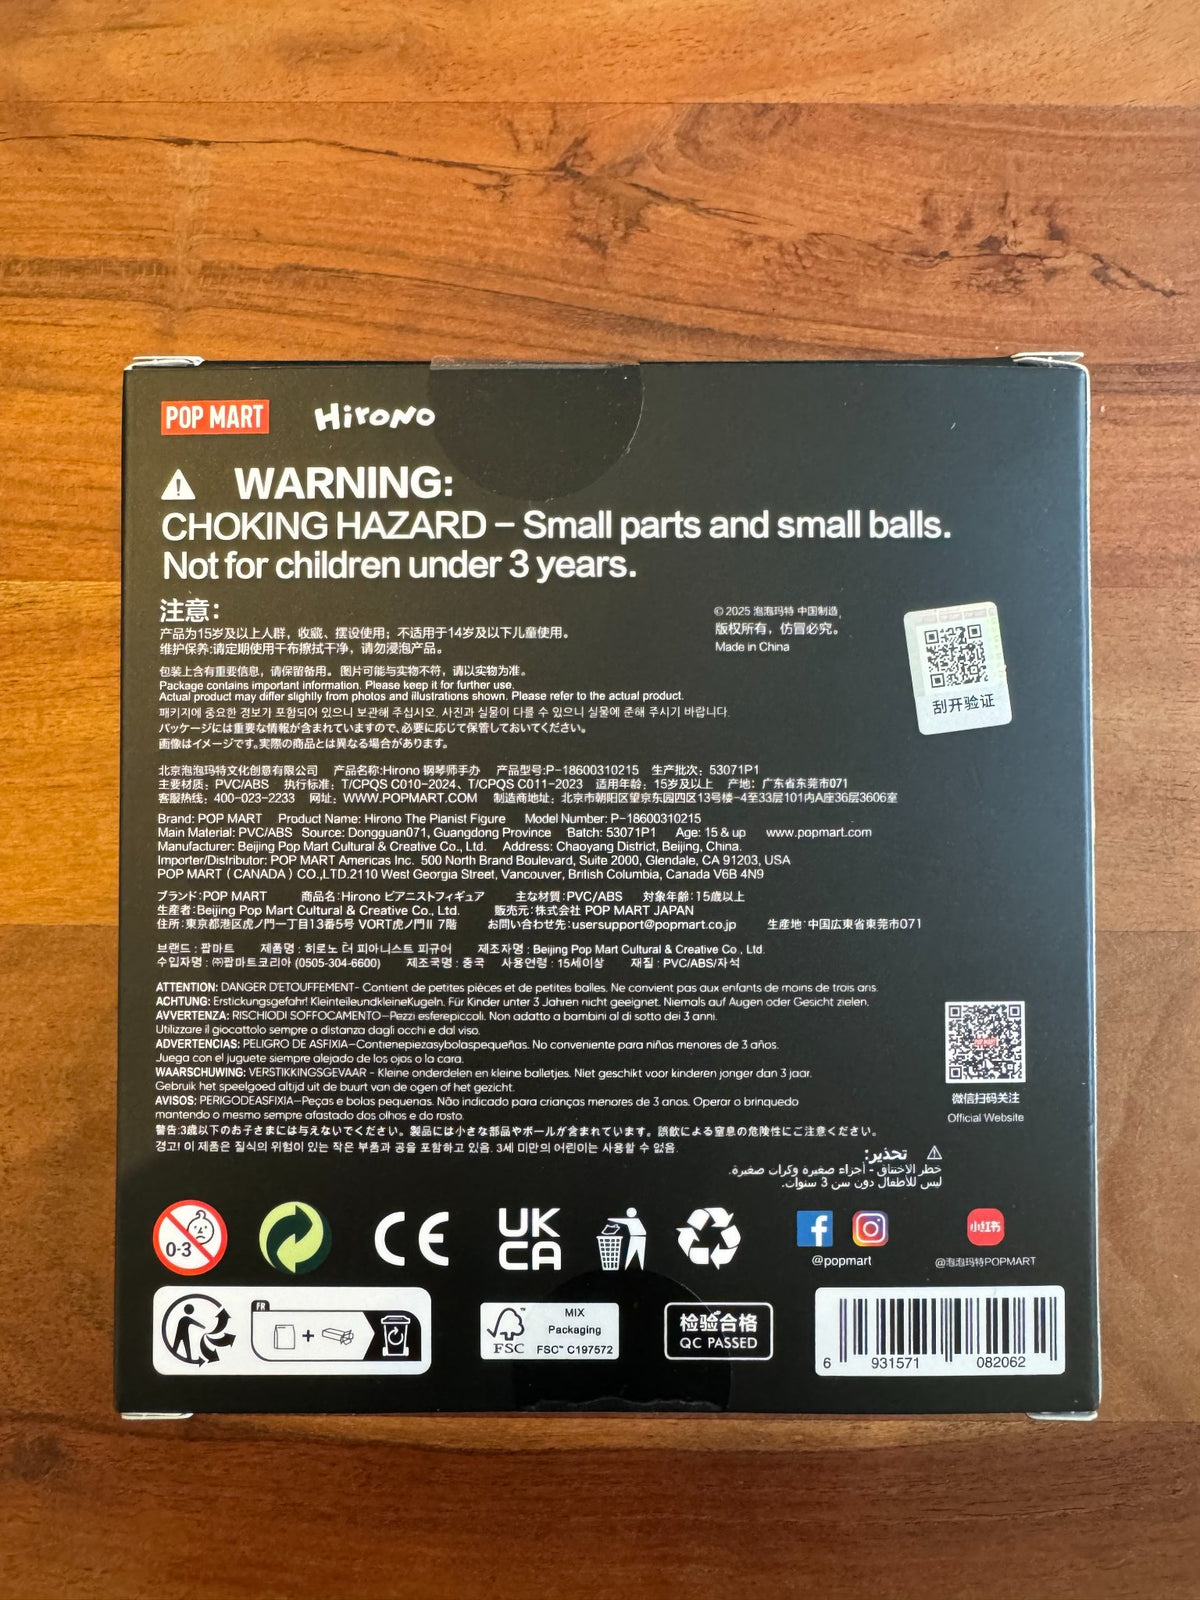 POP MART Hirono
WARNING:
CHOKING HAZARD – Small parts and small balls.
Not for children under 3 years.
注意:
产品为15岁及以上人群，收藏、摆设使用；不适用于14岁及以下儿童使用。
维护保养:请定期使用干布擦拭干净，请勿浸泡产品。
© 2025 泡泡玛特 中国制造,
版权所有，仿冒必究。
Made in China
刮开验证
包装上含有重要信息，请保留备用。 图片可能与实物不符，请以实物为准。
Package contains important information. Please keep it for further use.
Actual product may differ slightly from photos and illustrations shown. Please refer to the actual product.
패키지에 중요한 정보가 포함되어 있으니 보관해 주십시오. 사진과 실물이 다를 수 있으니 실물에 준해 주시기 바랍니다.
パッケージには重要な情報が含まれていますので、必要に応じて保管しておいてください。
画像はイメージです。実際の商品とは異なる場合があります。
北京泡泡玛特文化创意有限公司 产品名称:Hirono 钢琴师手办 产品型号:P-18600310215 生产批次：53071P1
主要材质：PVC/ABS 执行标准：T/CPQS C010-2024、T/CPQS C011-2023 适用年龄：15岁及以上 产地：广东省东莞市071
客服热线：400-023-2233 网址：WWW.POPMART.COM 制造商地址：北京市朝阳区望京东园四区13号楼-4至33层101内A座36层3606室
Brand: POP MART Product Name: Hirono The Pianist Figure Model Number: P-18600310215
Main Material: PVC/ABS Source: Dongguan071, Guangdong Province Batch: 53071P1 Age: 15 & up www.popmart.com
Manufacturer: Beijing Pop Mart Cultural & Creative Co., Ltd. Address: Chaoyang District, Beijing, China.
Importer/Distributor: POP MART Americas Inc. 500 North Brand Boulevard, Suite 2000, Glendale, CA 91203, USA
POP MART (CANADA) CO.,LTD.2110 West Georgia Street, Vancouver, British Columbia, Canada V6B 4N9
ブランド:POP MART 商品名:Hirono ピアニストフィギュア 主な材質:PVC/ABS 対象年齢:15歳以上
生産者:Beijing Pop Mart Cultural & Creative Co., Ltd. 販売元:株式会社 POP MART JAPAN
住所:東京都港区虎ノ門一丁目13番5号 VORT虎ノ門II 7階 お問い合わせ先:usersupport@popmart.co.jp 生産地:中国広東省東莞市071
브랜드 : 팝마트 제품명 : 히로노 더 피아니스트 피규어 제조자명 : Beijing Pop Mart Cultural & Creative Co., Ltd.
수입자명 : ㈜팝마트코리아 (0505-304-6600) 제조국명 : 중국 사용연령 : 15세이상 재질 : PVC/ABS/자석
ATTENTION: DANGER D'ETOUFFEMENT- Contient de petites pièces et de petites balles. Ne convient pas aux enfants de moins de trois ans.
ACHTUNG: Erstickungsgefahr! KleinteileundkleineKugeln. Für Kinder unter 3 Jahren nicht geeignet. Niemals auf Augen oder Gesicht zielen.
AVVERTENZA: RISCHIODI SOFFOCAMENTO—Pezzi esferepiccoli. Non adatto a bambini al di sotto dei 3 anni.
Utilizzare il giocattolo sempre a distanza dagli occhi e dal viso.
ADVERTENCIAS: PELIGRO DE ASFIXIA—Contienepiezasybolaspequeñas. No conveniente para niños menores de 3 años.
Juega con el juguete siempre alejado de los ojos o la cara.
WAARSCHUWING: VERSTIKKINGSGEVAAR - Kleine onderdelen en kleine balletjes. Niet geschikt voor kinderen jonger dan 3 jaar.
Gebruik het speelgoed altijd uit de buurt van de ogen of het gezicht.
AVISOS: PERIGODEASFIXIA—Peças e bolas pequenas. Não indicado para crianças menores de 3 anos. Operar o brinquedo
mantendo o mesmo sempre afastado dos olhos e do rosto.
警告:3歳以下のお子さまには与えないでください。製品には小さな部品やボールが含まれています。誤飲による窒息の危険性にご注意ください。
경고! 이 제품은 질식의 위험이 있는 작은 부품과 공을 포함하고 있음. 3세 미만의 어린이는 사용할 수 없음.
微信扫码关注
Official Website
تحذير:
خطر الاختناق - أجزاء صغيرة وكرات صغيرة.
ليس للأطفال دون سن 3 سنوات.
0-3
CE
UK
CA
@popmart
小红书
@泡泡玛特POPMART
FR
FSC™
MIX
Packaging
FSC™ C197572
检验合格
QC PASSED
6 931571 082062